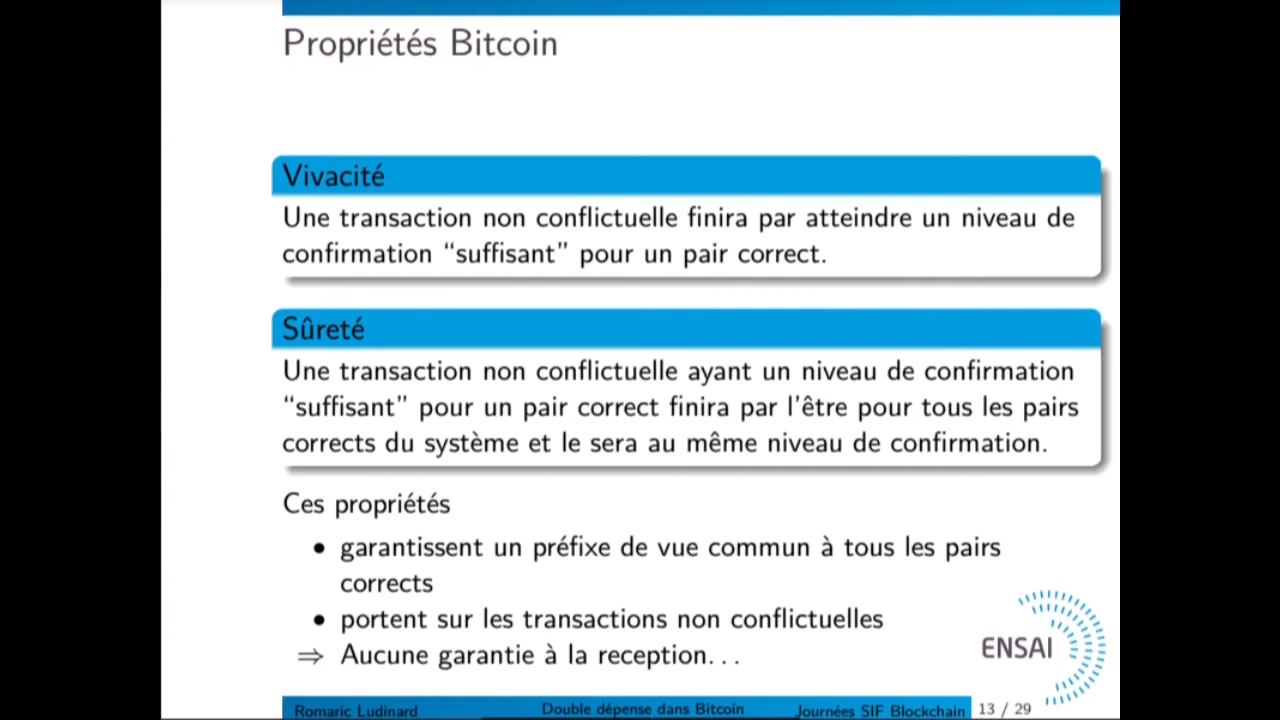 Propriétés Bitcoin
Vivacité
Une transaction non conflictuelle finira par atteindre un niveau de
confirmation “suffisant” pour un pair correct.
Sûreté
Une transaction non conflictuelle ayant un niveau de confirmation
“suffisant” pour un pair correct finira par l'être pour tous les pairs
corrects du système et le sera au même niveau de confirmation.
Ces propriétés
• garantissent un préfixe de vue commun à tous les pairs
corrects
• portent sur les transactions non conflictuelles
⇒ Aucune garantie à la reception...
ENSAI
Romaric Ludinard Double dépense dans Bitcoin Journées SIF Blockchain 13 / 29